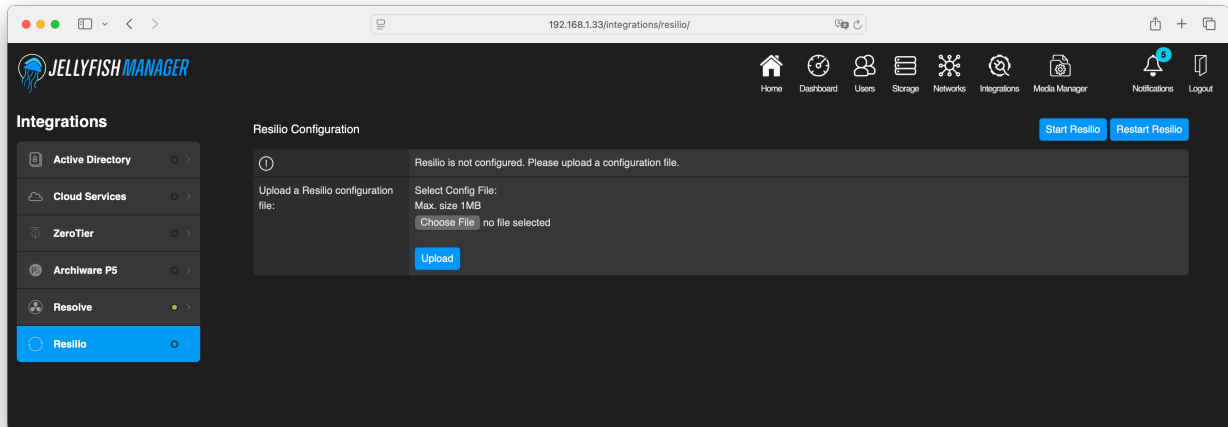 192.168.1.33/integrations/resilio/
JELLYFISH MANAGER
Home
Dashboard
Users
Storage
Networks
Integrations
Media Manager
5
Notifications
Logout
Integrations
Active Directory
Cloud Services
ZeroTier
Archiware P5
Resolve
Resilio
Resilio Configuration
Start Resilio
Restart Resilio
Resilio is not configured. Please upload a configuration file.
Upload a Resilio configuration
file:
Select Config File:
Max. size 1MB
Choose File no file selected
Upload